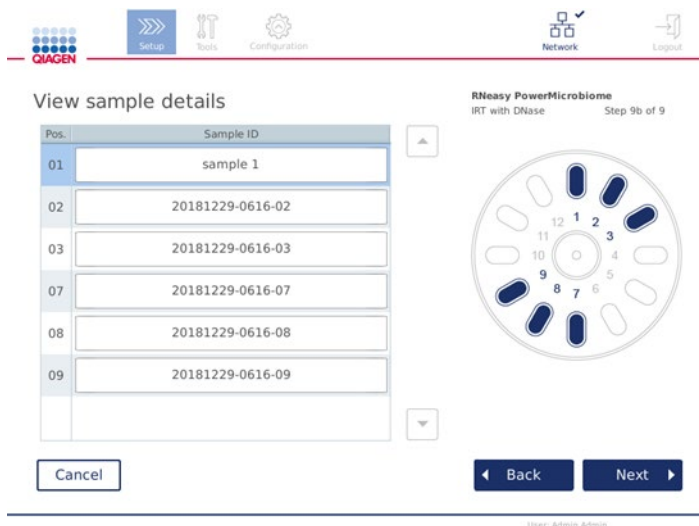 QIAGEN
Setup
Tools
Configuration
Network
Logout
View sample details
RNeasy PowerMicrobiome
IRT with DNase Step 9b of 9
Pos. Sample ID
01 sample 1
02 20181229-0616-02
03 20181229-0616-03
07 20181229-0616-07
08 20181229-0616-08
09 20181229-0616-09
12 1 2
11 3
10 4
9 5
8 7 6
Cancel
Back
Next
User: Admin Admin